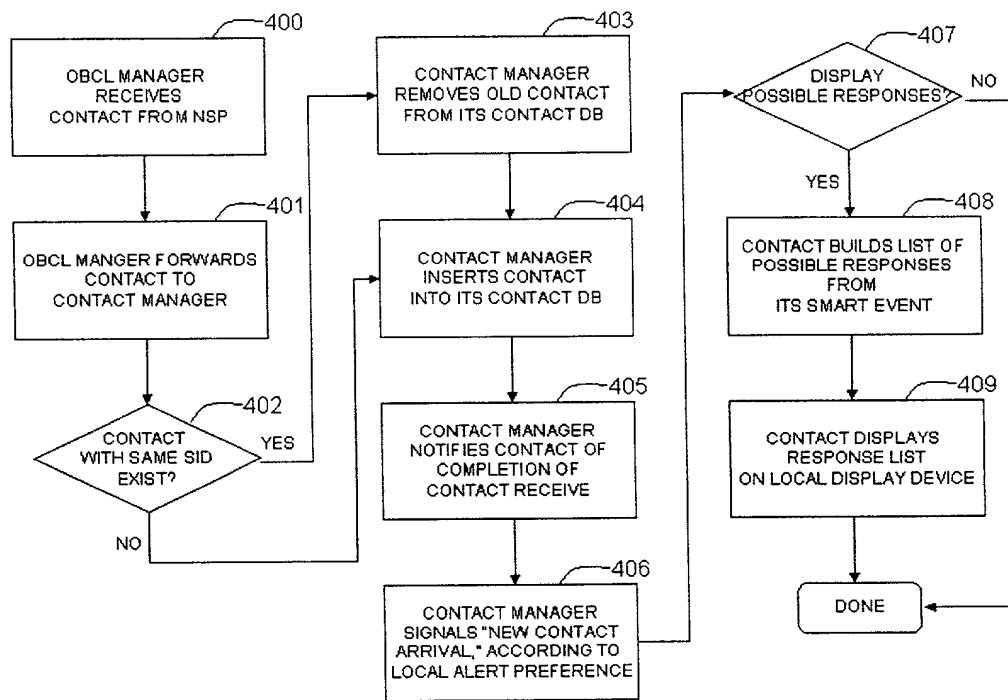 400
OBCL MANAGER
RECEIVES
CONTACT FROM NSP
401
OBCL MANGER FORWARDS
CONTACT TO
CONTACT MANAGER
402
CONTACT
WITH SAME SID
EXIST?
YES
NO
403
CONTACT MANAGER
REMOVES OLD CONTACT
FROM ITS CONTACT DB
404
CONTACT MANAGER
INSERTS CONTACT
INTO ITS CONTACT DB
405
CONTACT MANAGER
NOTIFIES CONTACT OF
COMPLETION OF
CONTACT RECEIVE
406
CONTACT MANAGER
SIGNALS "NEW CONTACT
ARRIVAL," ACCORDING TO
LOCAL ALERT PREFERENCE
407
DISPLAY
POSSIBLE RESPONSES?
NO
YES
408
CONTACT BUILDS LIST OF
POSSIBLE RESPONSES
FROM
ITS SMART EVENT
409
CONTACT DISPLAYS
RESPONSE LIST
ON LOCAL DISPLAY DEVICE
DONE